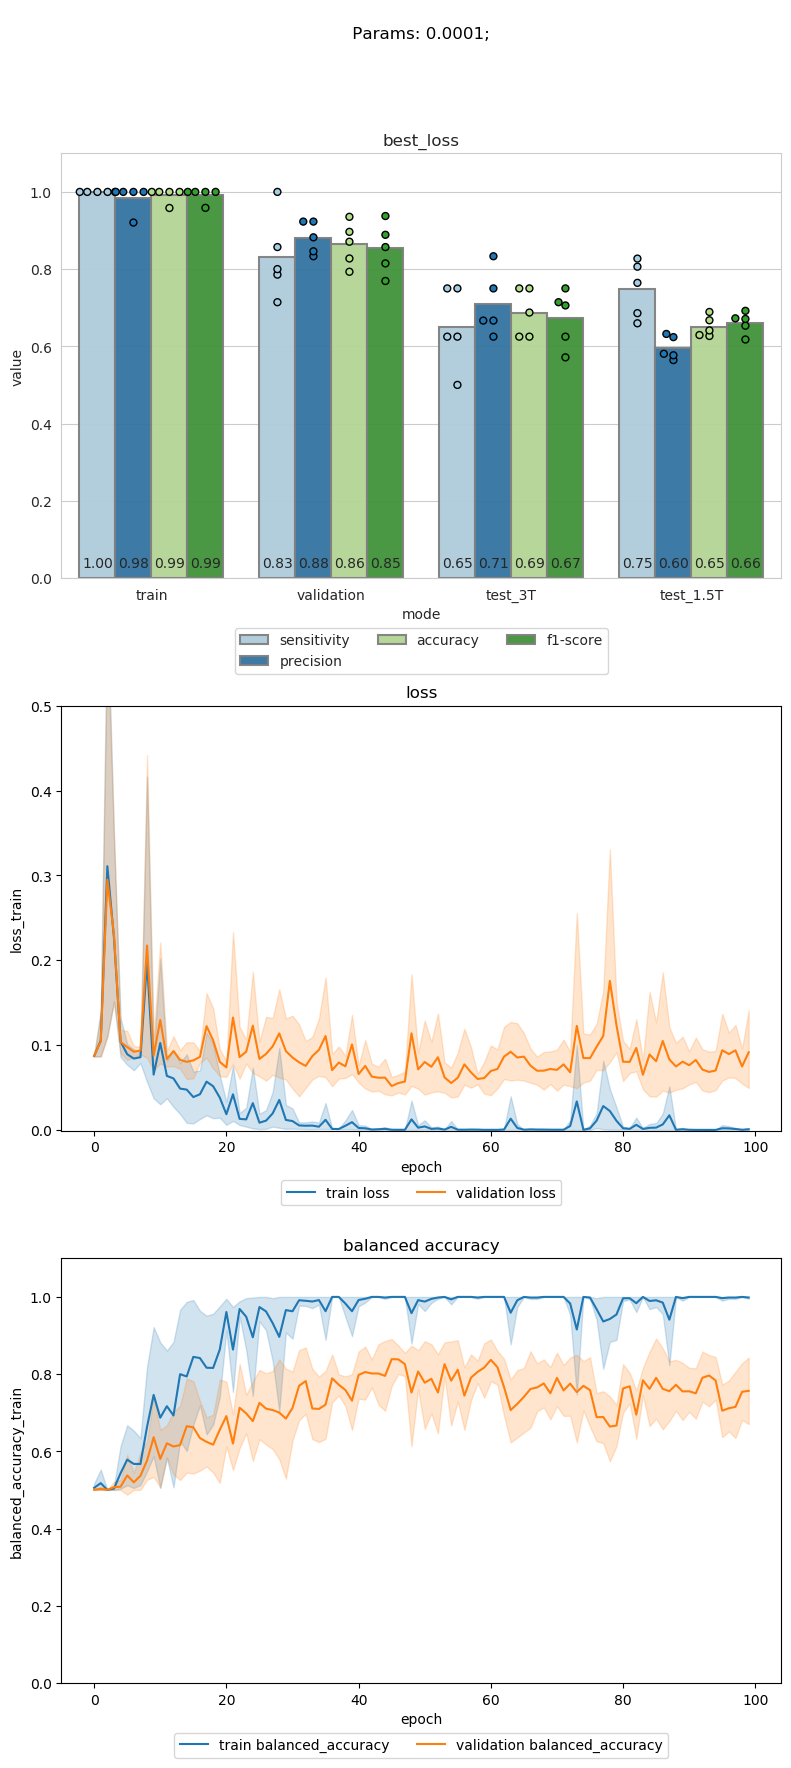 Params: 0.0001;
best_loss
1.0
0.8
0.6
0.4
0.2
0.0
value
1.00 0.98 0.99 0.99 0.83 0.88 0.86 0.85 0.65 0.71 0.69 0.67 0.75 0.60 0.65 0.66
train validation test_3T test_1.5T
mode
sensitivity accuracy f1-score
precision
loss
0.5
0.4
0.3
0.2
0.1
0.0
loss_train
0 20 40 60 80 100
epoch
train loss validation loss
balanced accuracy
1.0
0.8
0.6
0.4
0.2
0.0
balanced_accuracy_train
0 20 40 60 80 100
epoch
train balanced_accuracy validation balanced_accuracy